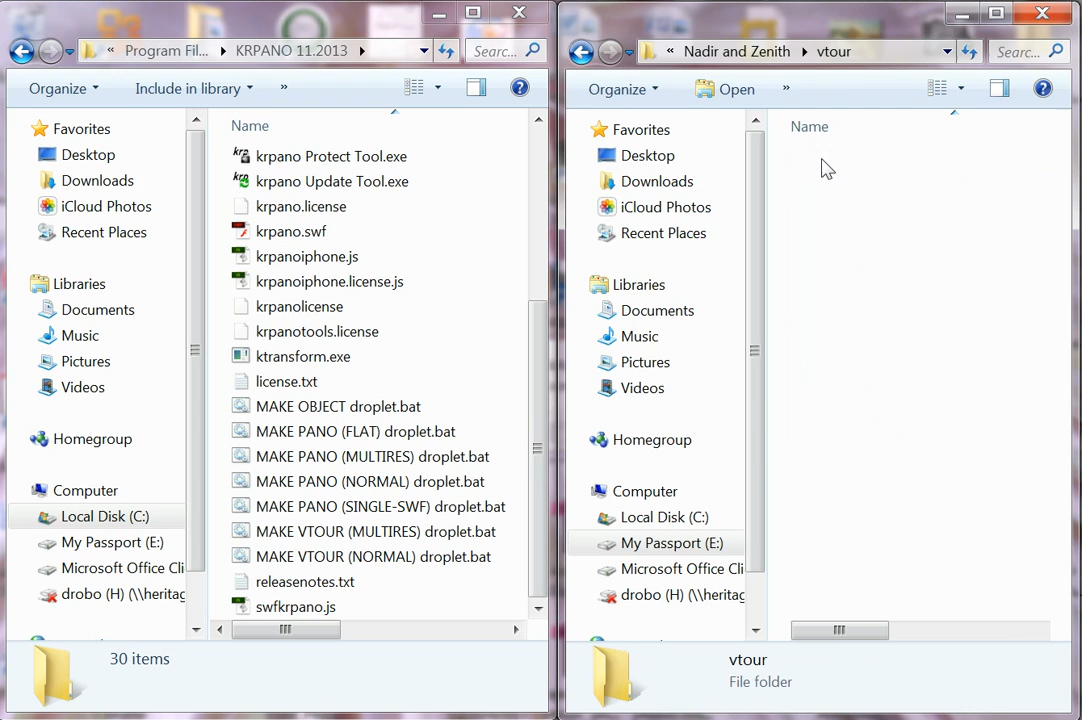 « Program Fil... KRPANO 11.2013 Searc...
Organize Include in library »
Favorites
Desktop
Downloads
iCloud Photos
Recent Places
Libraries
Documents
Music
Pictures
Videos
Homegroup
Computer
Local Disk (C:)
My Passport (E:)
Microsoft Office Cli
drobo (H) (\\heritag
Name
krpano Protect Tool.exe
krpano Update Tool.exe
krpano.license
krpano.swf
krpanoiphone.js
krpanoiphone.license.js
krpanolicense
krpanotools.license
ktransform.exe
license.txt
MAKE OBJECT droplet.bat
MAKE PANO (FLAT) droplet.bat
MAKE PANO (MULTIRES) droplet.bat
MAKE PANO (NORMAL) droplet.bat
MAKE PANO (SINGLE-SWF) droplet.bat
MAKE VTOUR (MULTIRES) droplet.bat
MAKE VTOUR (NORMAL) droplet.bat
releasenotes.txt
swfkrpano.js
30 items
« Nadir and Zenith vtour Searc...
Organize Open »
Favorites
Desktop
Downloads
iCloud Photos
Recent Places
Libraries
Documents
Music
Pictures
Videos
Homegroup
Computer
Local Disk (C:)
My Passport (E:)
Microsoft Office Cli
drobo (H) (\\heritag
Name
vtour
File folder